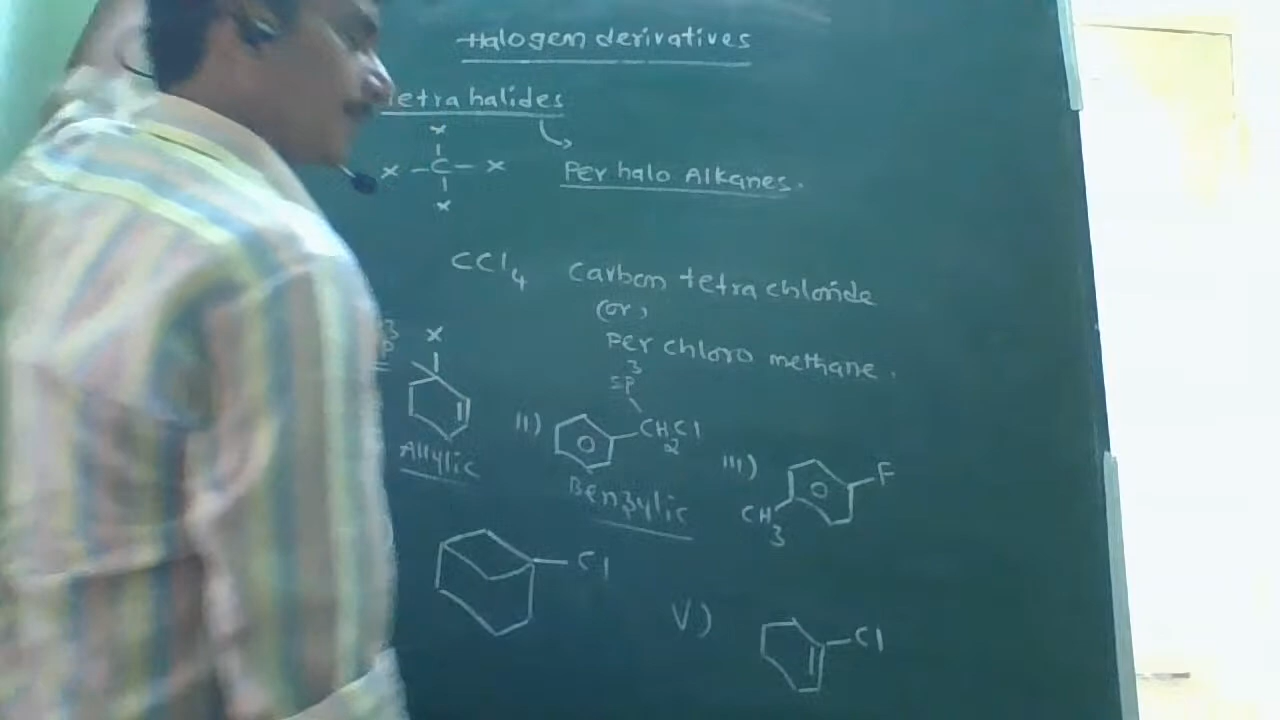 Halogen derivatives
Tetra halides
Per halo Alkanes.
x
x - C - x
x
CCl4 Carbon tetra chloride
(or)
Per chloro methane.
x
sp3
Allylic
II) CH2Cl
Benzylic
III) F
CH3
Cl
V) Cl